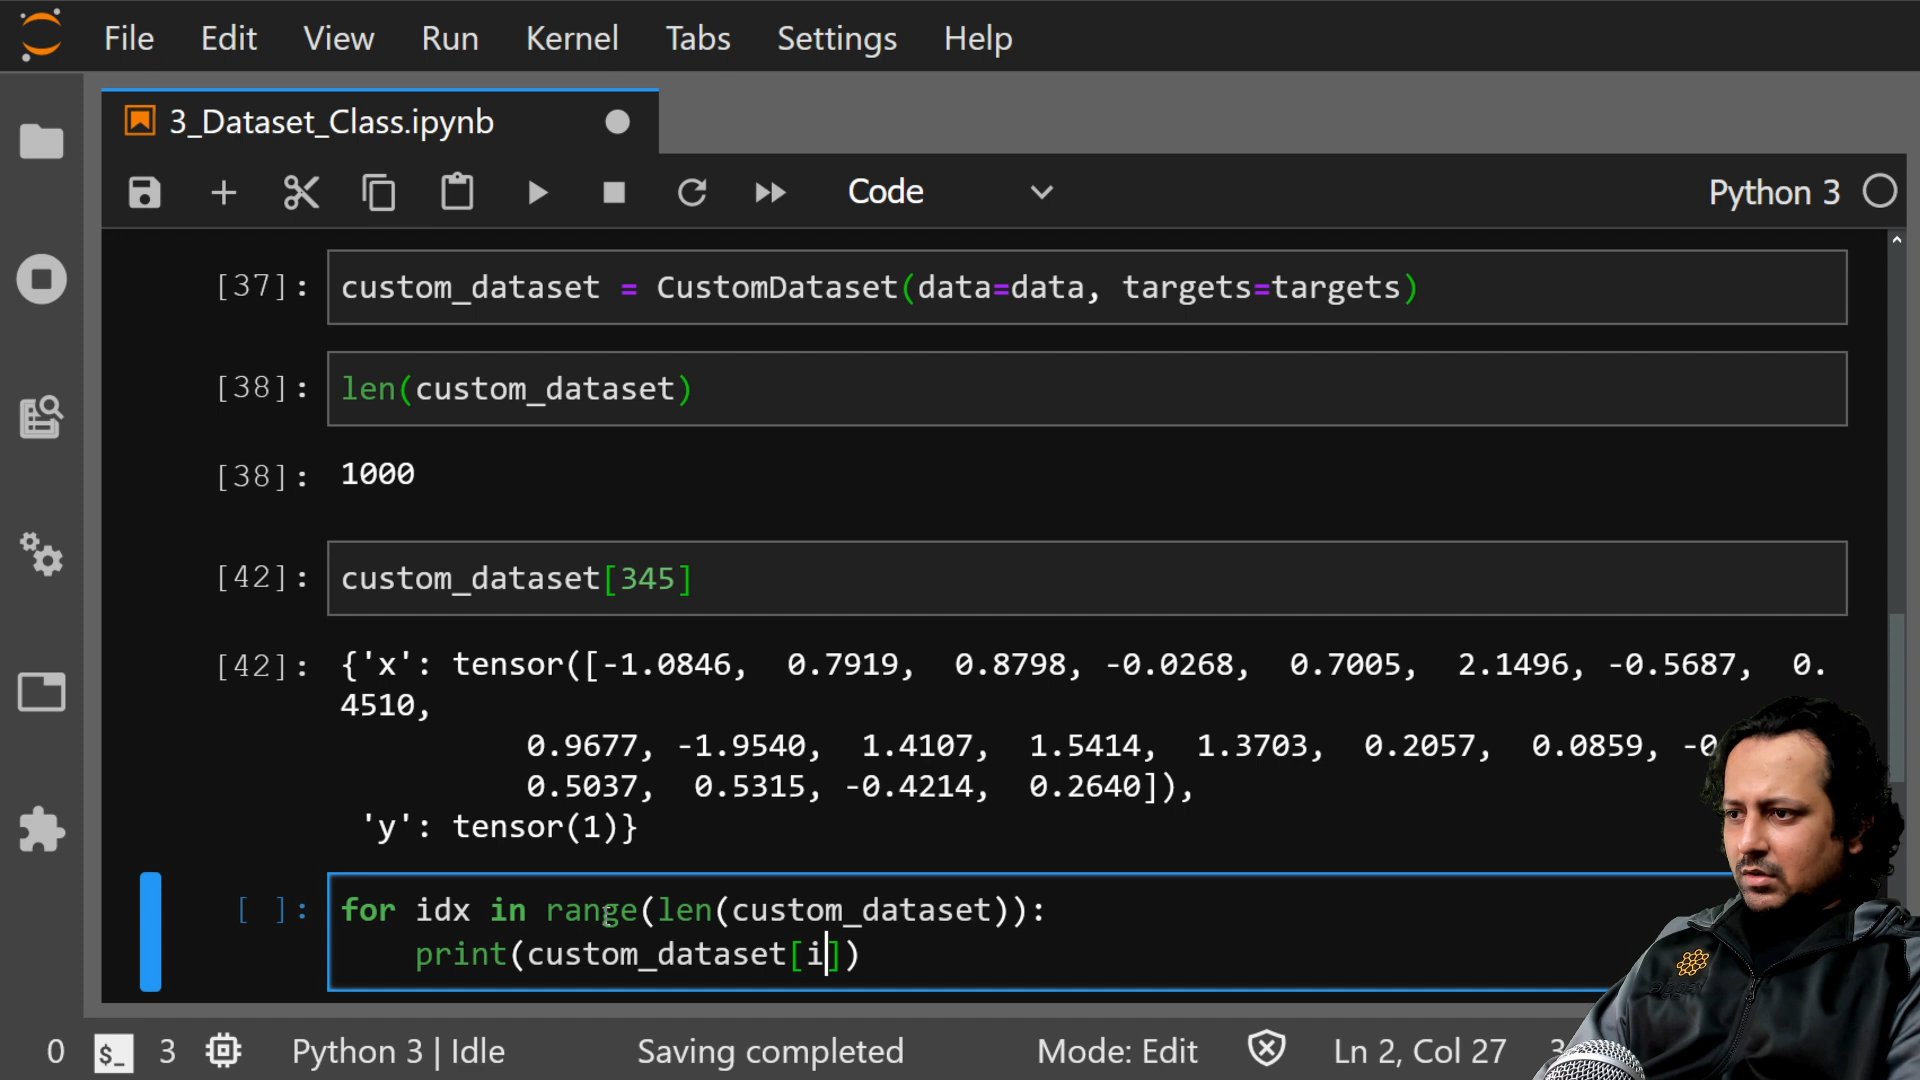 File Edit View Run Kernel Tabs Settings Help
3_Dataset_Class.ipynb
Code Python 3
[37]: custom_dataset = CustomDataset(data=data, targets=targets)
[38]: len(custom_dataset)
[38]: 1000
[42]: custom_dataset[345]
[42]: {'x': tensor([-1.0846, 0.7919, 0.8798, -0.0268, 0.7005, 2.1496, -0.5687, 0.
4510,
0.9677, -1.9540, 1.4107, 1.5414, 1.3703, 0.2057, 0.0859, -0
0.5037, 0.5315, -0.4214, 0.2640]),
'y': tensor(1)}
[ ]: for idx in range(len(custom_dataset)):
print(custom_dataset[i])
0 $_ 3 Python 3 | Idle Saving completed Mode: Edit Ln 2, Col 27